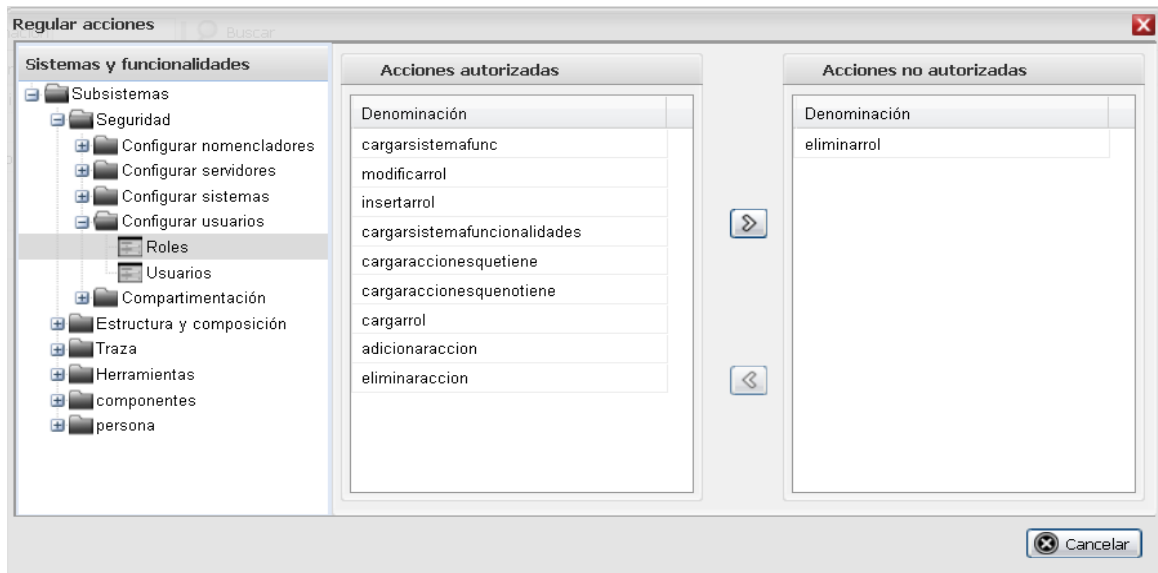 Regular acciones
Buscar
Sistemas y funcionalidades
Subsistemas
Seguridad
Configurar nomencladores
Configurar servidores
Configurar sistemas
Configurar usuarios
Roles
Usuarios
Compartimentación
Estructura y composición
Traza
Herramientas
componentes
persona
Acciones autorizadas
Denominación
cargarsistemafunc
modificarrol
insertarrol
cargarsistemafuncionalidades
cargaraccionesquetiene
cargaraccionesquenotiene
cargarrol
adicionaraccion
eliminaraccion
Acciones no autorizadas
Denominación
eliminarrol
Cancelar